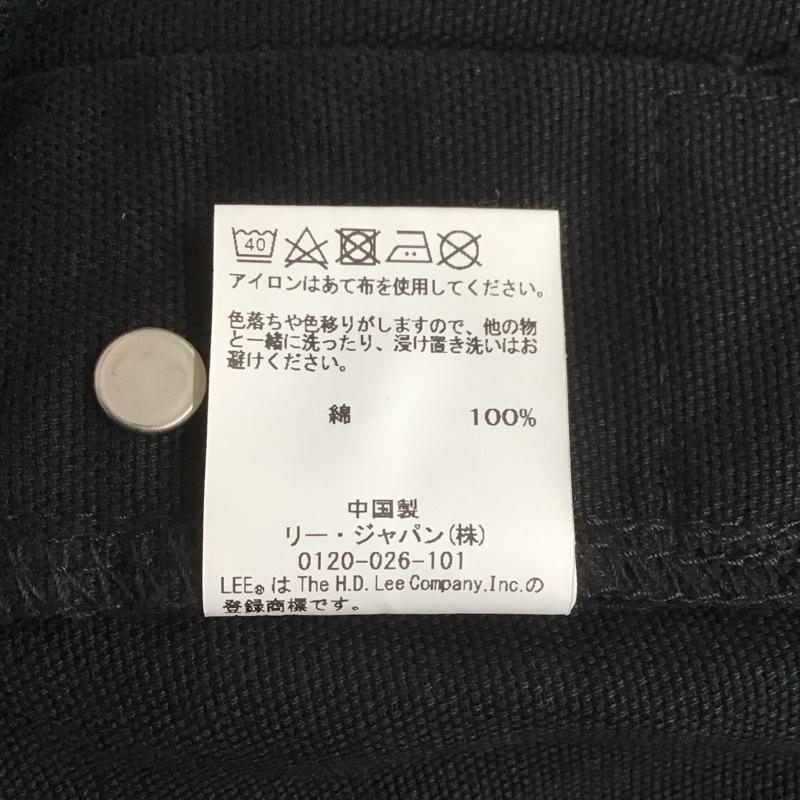 40
アイロンはあて布を使用してください。
色落ちや色移りがしますので、他の物
と一緒に洗ったり、浸け置き洗いはお
避けください。
綿 100%
中国製
リー・ジャパン(株)
0120-026-101
LEE®は The H.D. Lee Company.Inc.の
登録商標です。